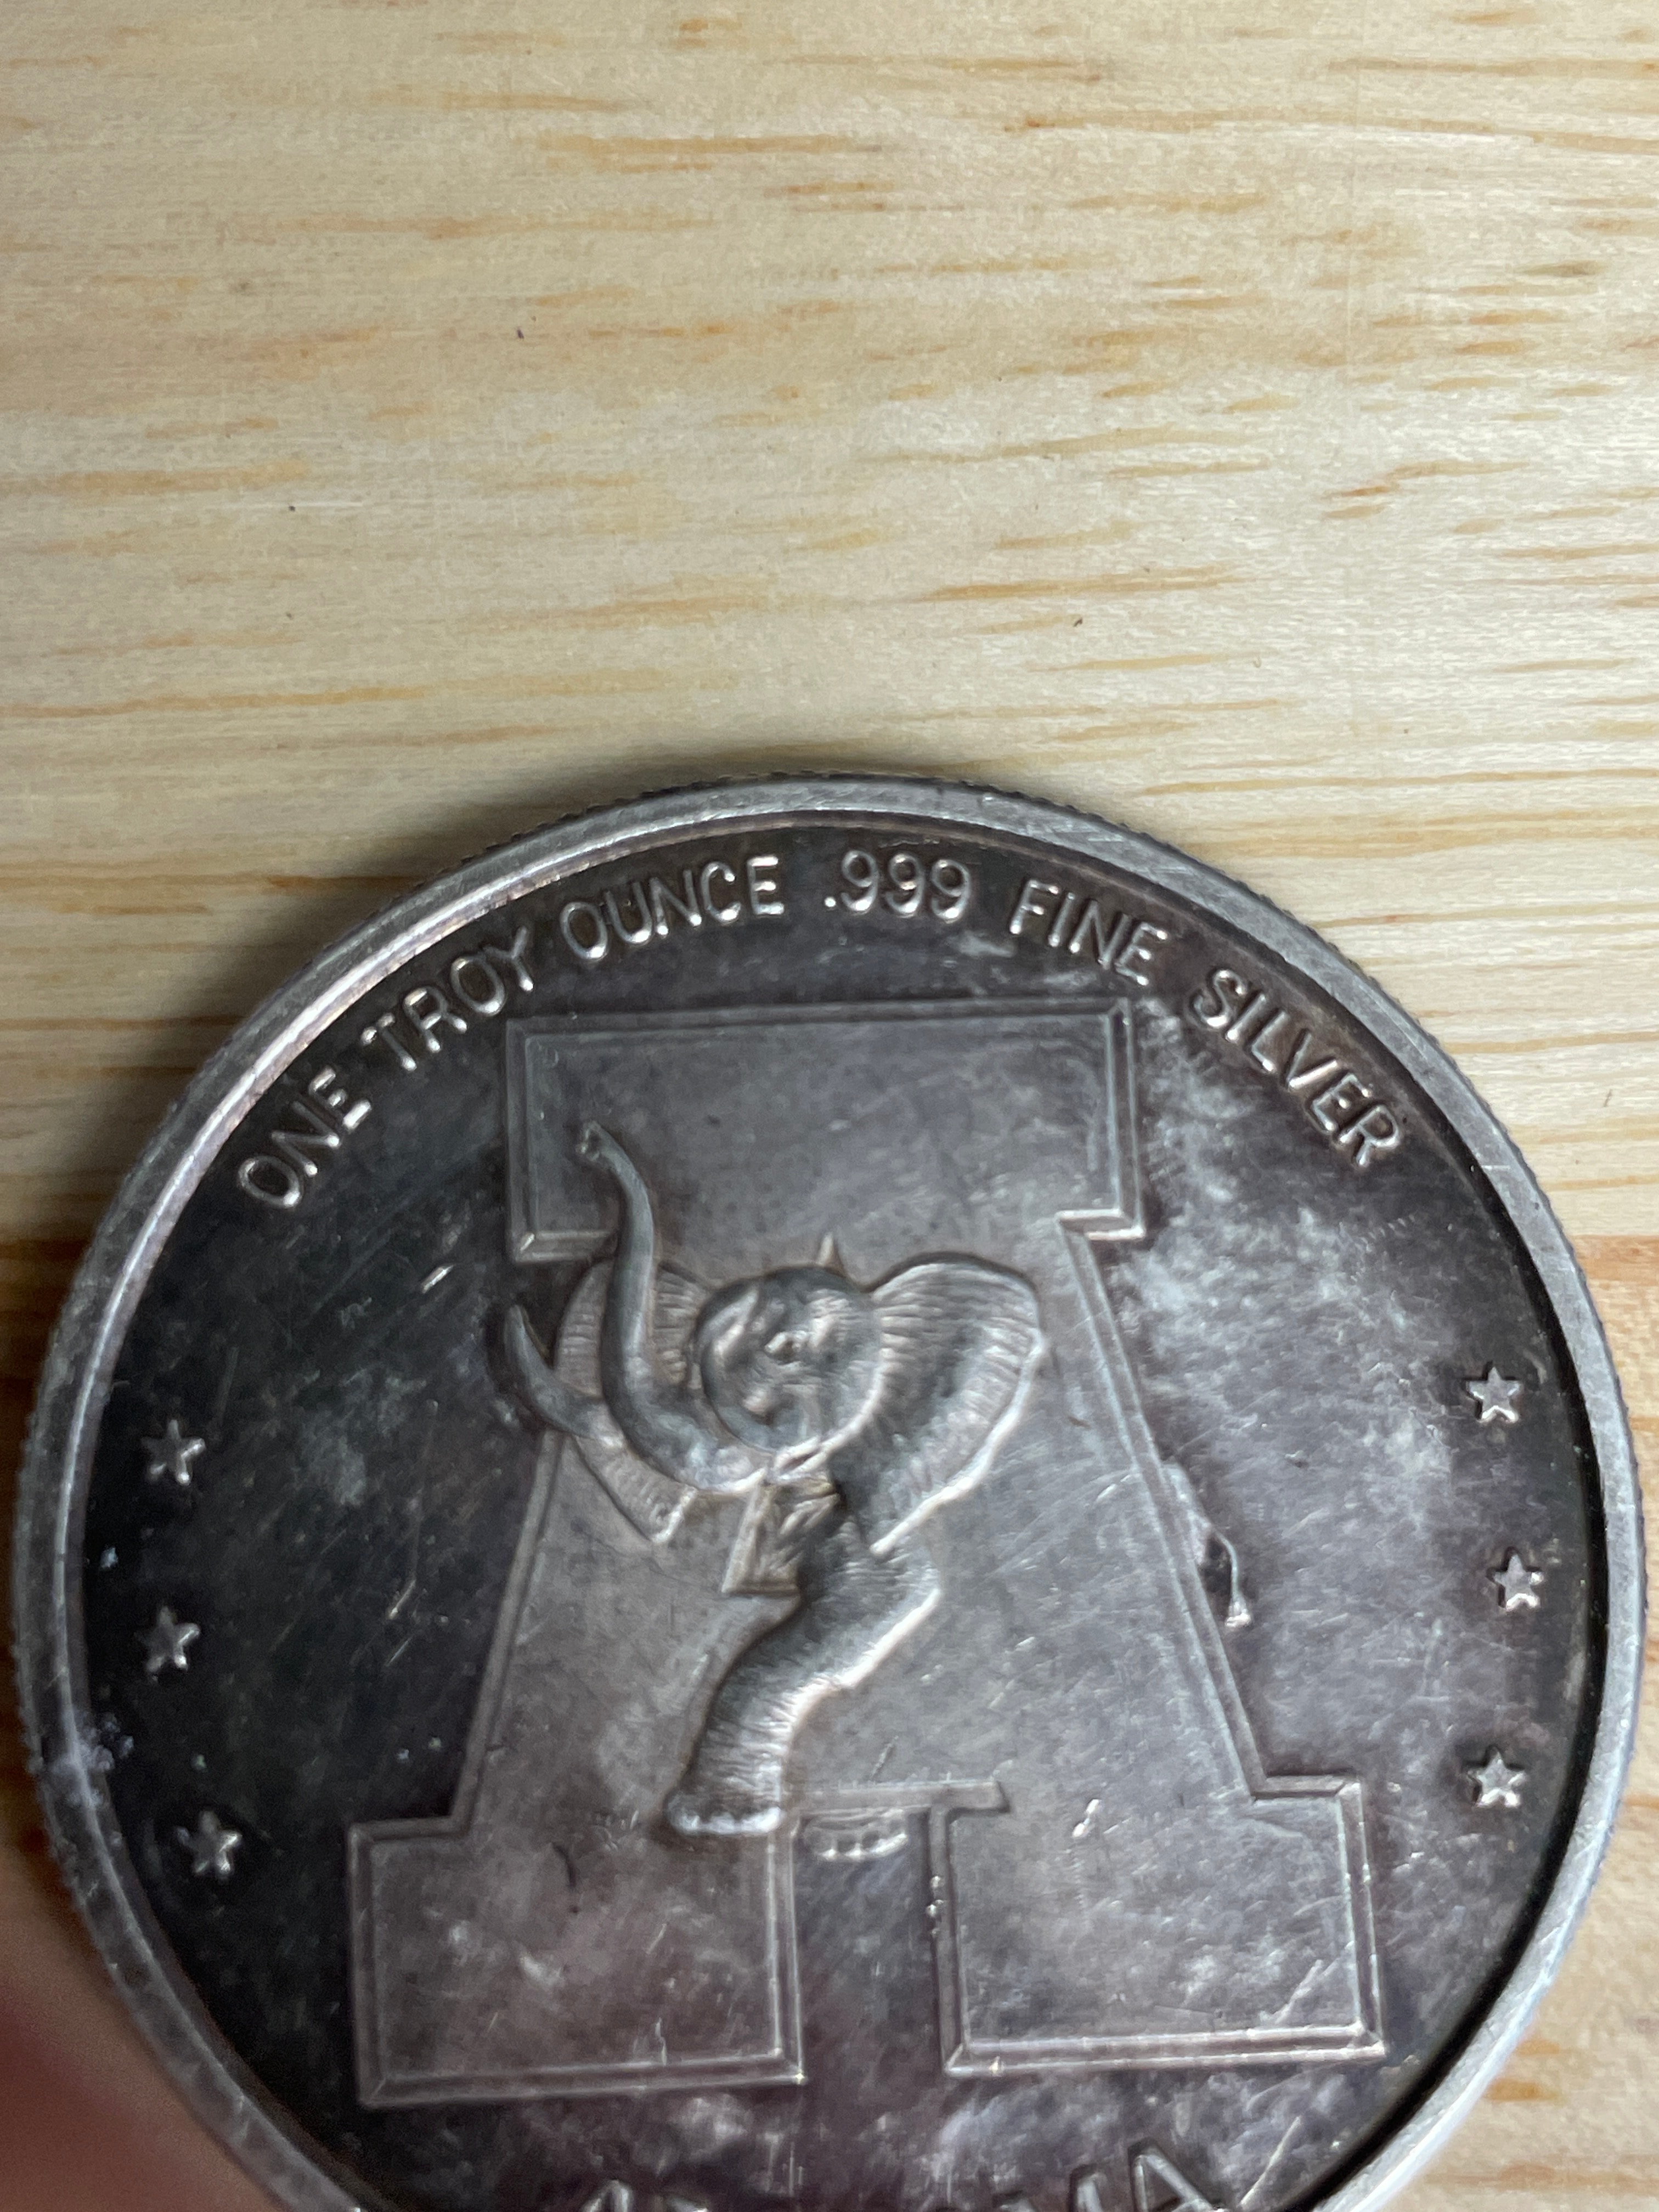 ONE TROY OUNCE .999 FINE SILVER
A